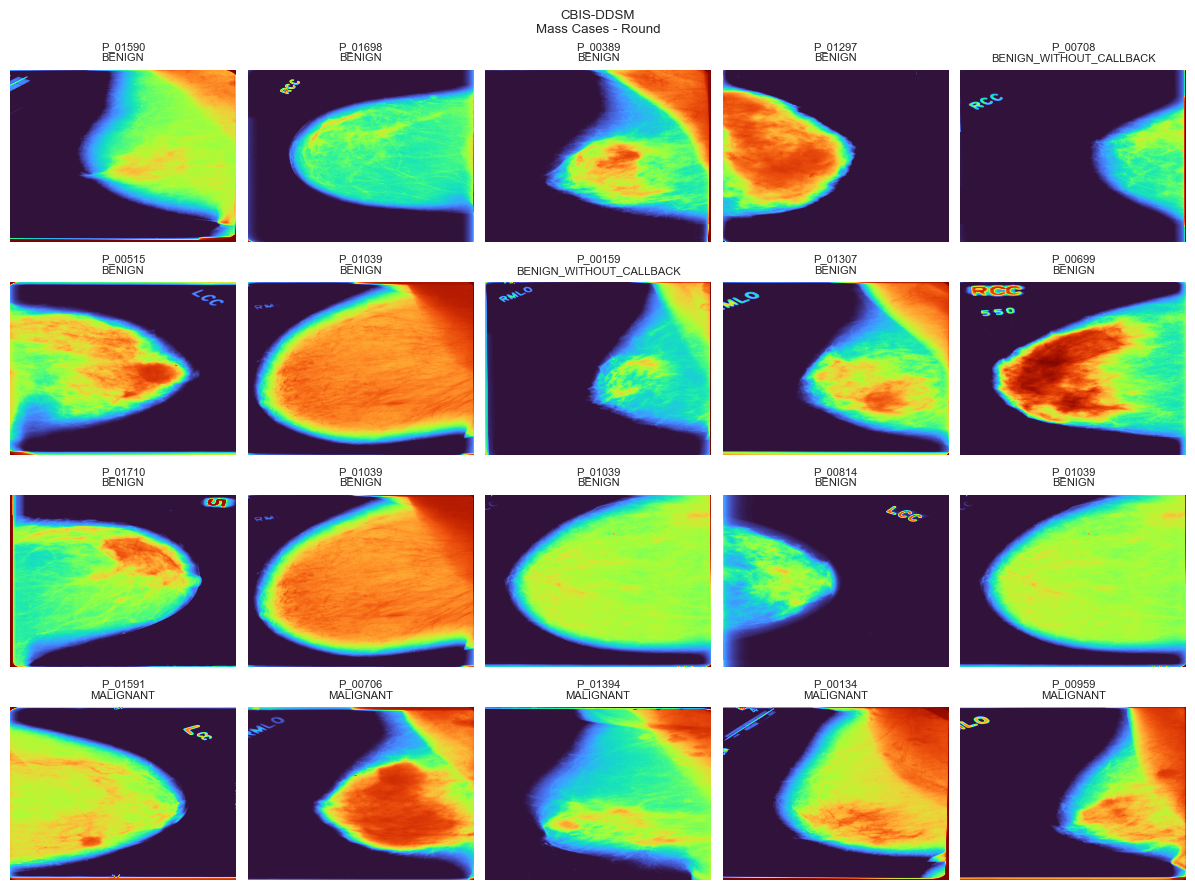 CBIS-DDSM
Mass Cases - Round
P_01590
BENIGN
P_01698
BENIGN
RCC
P_00389
BENIGN
P_01297
BENIGN
P_00708
BENIGN_WITHOUT_CALLBACK
RCC
P_00515
BENIGN
LCC
P_01039
BENIGN
P_00159
BENIGN_WITHOUT_CALLBACK
RMLO
P_01307
BENIGN
MLO
P_00699
BENIGN
RCC
550
P_01710
BENIGN
P_01039
BENIGN
P_01039
BENIGN
P_00814
BENIGN
LCC
P_01039
BENIGN
P_01591
MALIGNANT
P_00706
MALIGNANT
RMLO
P_01394
MALIGNANT
P_00134
MALIGNANT
P_00959
MALIGNANT
LO